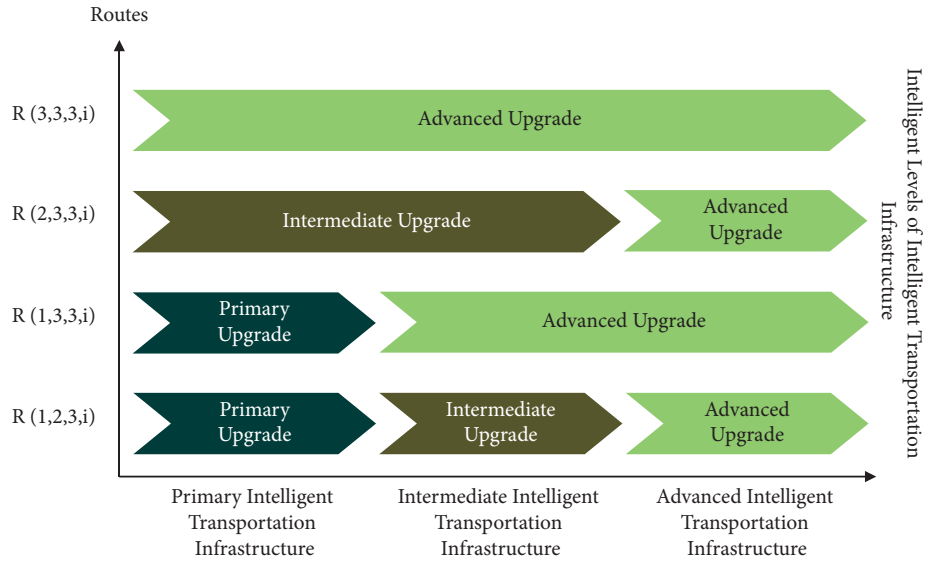 Routes
R (3,3,3,i)
Advanced Upgrade
R (2,3,3,i)
Intermediate Upgrade
Advanced
Upgrade
R (1,3,3,i)
Primary
Upgrade
Advanced Upgrade
R (1,2,3,i)
Primary
Upgrade
Intermediate
Upgrade
Advanced
Upgrade
Primary Intelligent
Transportation
Infrastructure
Intermediate Intelligent
Transportation
Infrastructure
Advanced Intelligent
Transportation
Infrastructure
Intelligent Levels of Intelligent Transportation
Infrastructure